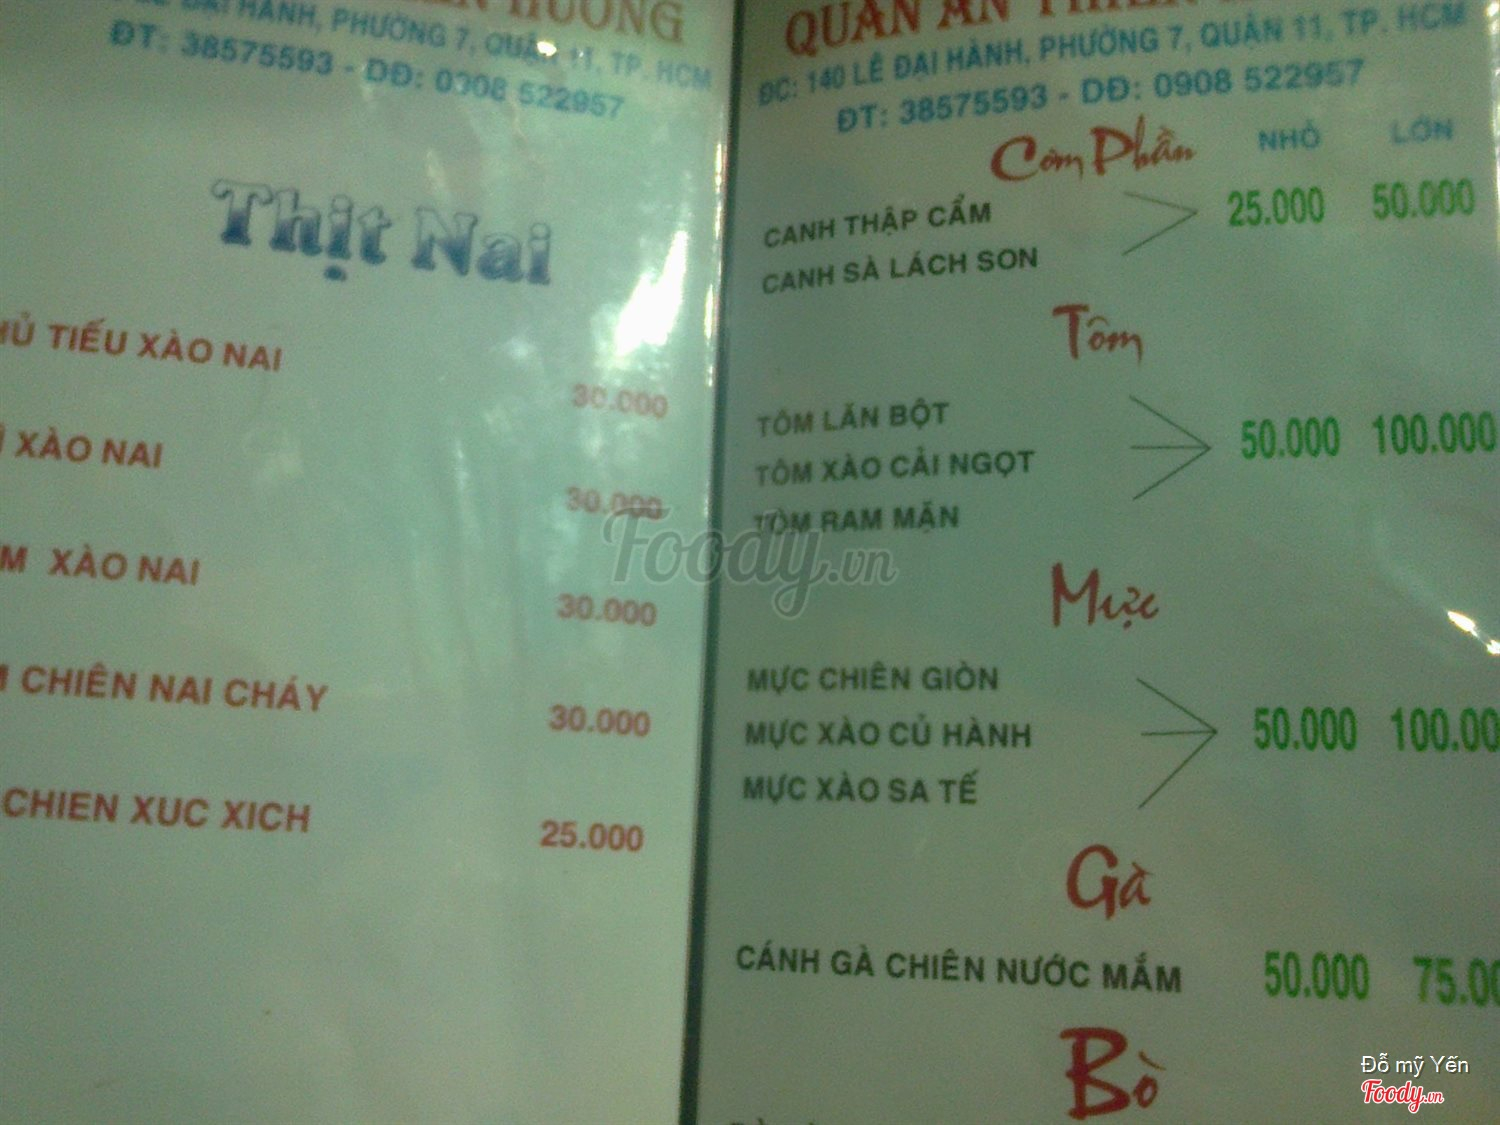 HƯƠNG
ĐẠI HÀNH, PHƯỜNG 7, QUẬN 11, TP. HCM
ĐT: 38575593 - DĐ: 0908 522957
Thịt Nai
TIẾU XÀO NAI 30.000
XÀO NAI 30.000
XÀO NAI 30.000
CHIÊN NAI CHÁY 30.000
CHIEN XUC XICH 25.000
QUÁN ĂN
ĐC: 140 LÊ ĐẠI HÀNH, PHƯỜNG 7, QUẬN 11, TP. HCM
ĐT: 38575593 - DĐ: 0908 522957
Cơm Phần NHỎ LỚN
CANH THẬP CẨM 25.000 50.000
CANH SÀ LÁCH SON
Tôm
TÔM LĂN BỘT
TÔM XÀO CẢI NGỌT 50.000 100.000
TÔM RAM MẶN
Mực
MỰC CHIÊN GIÒN
MỰC XÀO CỦ HÀNH 50.000 100.00
MỰC XÀO SA TẾ
Gà
CÁNH GÀ CHIÊN NƯỚC MẮM 50.000 75.00
Bò
Foody.vn
Đỗ mỹ Yến
Foody.vn